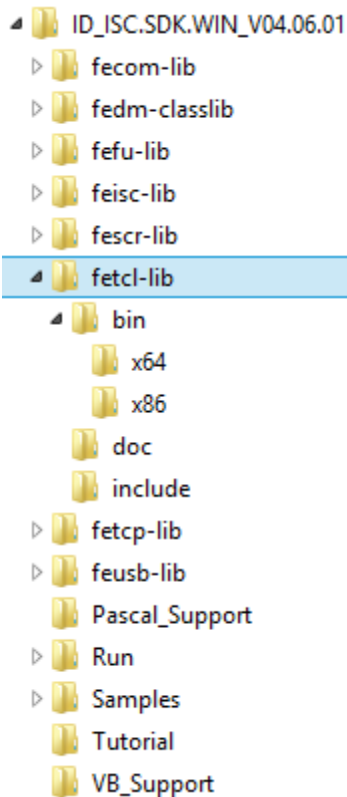 ID_ISC.SDK.WIN_V04.06.01
fecom-lib
fedm-classlib
fefu-lib
feisc-lib
fescr-lib
fetcl-lib
bin
x64
x86
doc
include
fetcp-lib
feusb-lib
Pascal_Support
Run
Samples
Tutorial
VB_Support